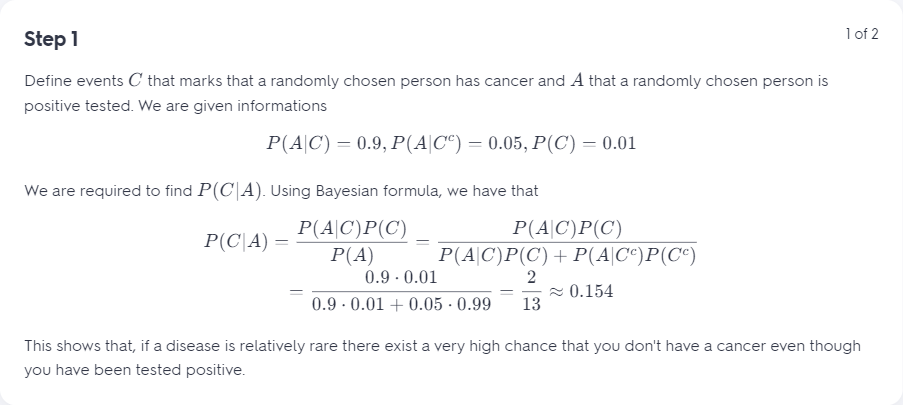 Step 1
1 of 2
Define events C that marks that a randomly chosen person has cancer and A that a randomly chosen person is
positive tested. We are given informations
P(A|C) = 0.9, P(A|Cᶜ) = 0.05, P(C) = 0.01
We are required to find P(C|A). Using Bayesian formula, we have that
P(C|A) = \frac{P(A|C)P(C)}{P(A)} = \frac{P(A|C)P(C)}{P(A|C)P(C) + P(A|Cᶜ)P(Cᶜ)}
= \frac{0.9 · 0.01}{0.9 · 0.01 + 0.05 · 0.99} = \frac{2}{13} ≈ 0.154
This shows that, if a disease is relatively rare there exist a very high chance that you don't have a cancer even though
you have been tested positive.